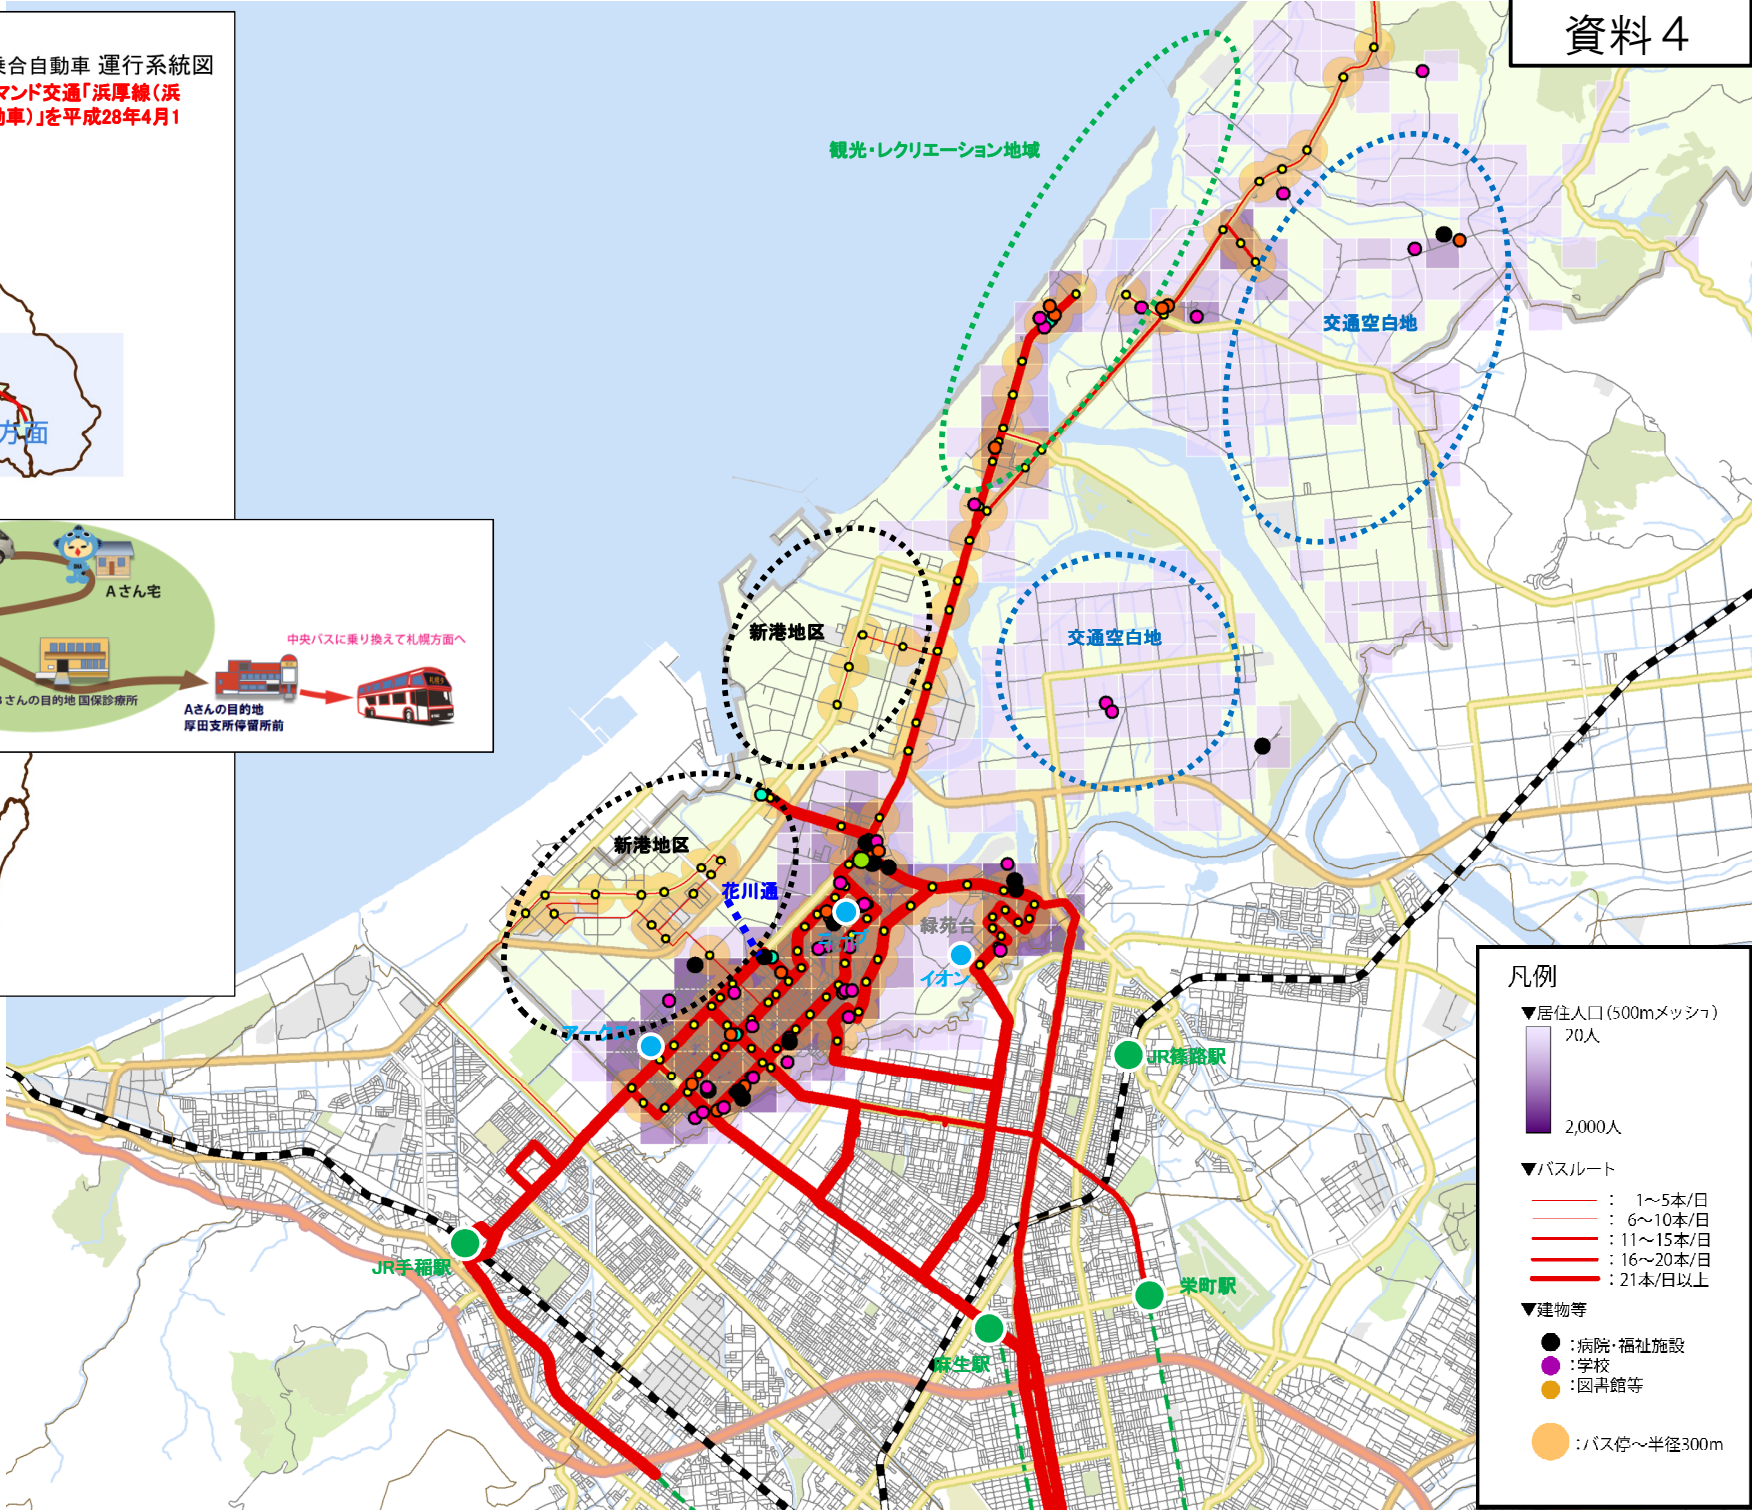 資料４
乗合自動車 運行系統図
マンド交通「浜厚線（浜
動車）」を平成28年4月1
方面
Aさん宅
中央バスに乗り換えて札幌方面へ
さんの目的地 国保診療所
Aさんの目的地
厚田支所停留所前
観光・レクリエーション地域
交通空白地
交通空白地
新港地区
新港地区
花川通
緑苑台
イオン
アークス
JR篠路駅
JR手稲駅
栄町駅
麻生駅
凡例
▼居住人口（500mメッシュ）
20人
2,000人
▼バスルート
： 1～5本/日
： 6～10本/日
：11～15本/日
：16～20本/日
：21本/日以上
▼建物等
：病院・福祉施設
：学校
：図書館等
：バス停～半径300m